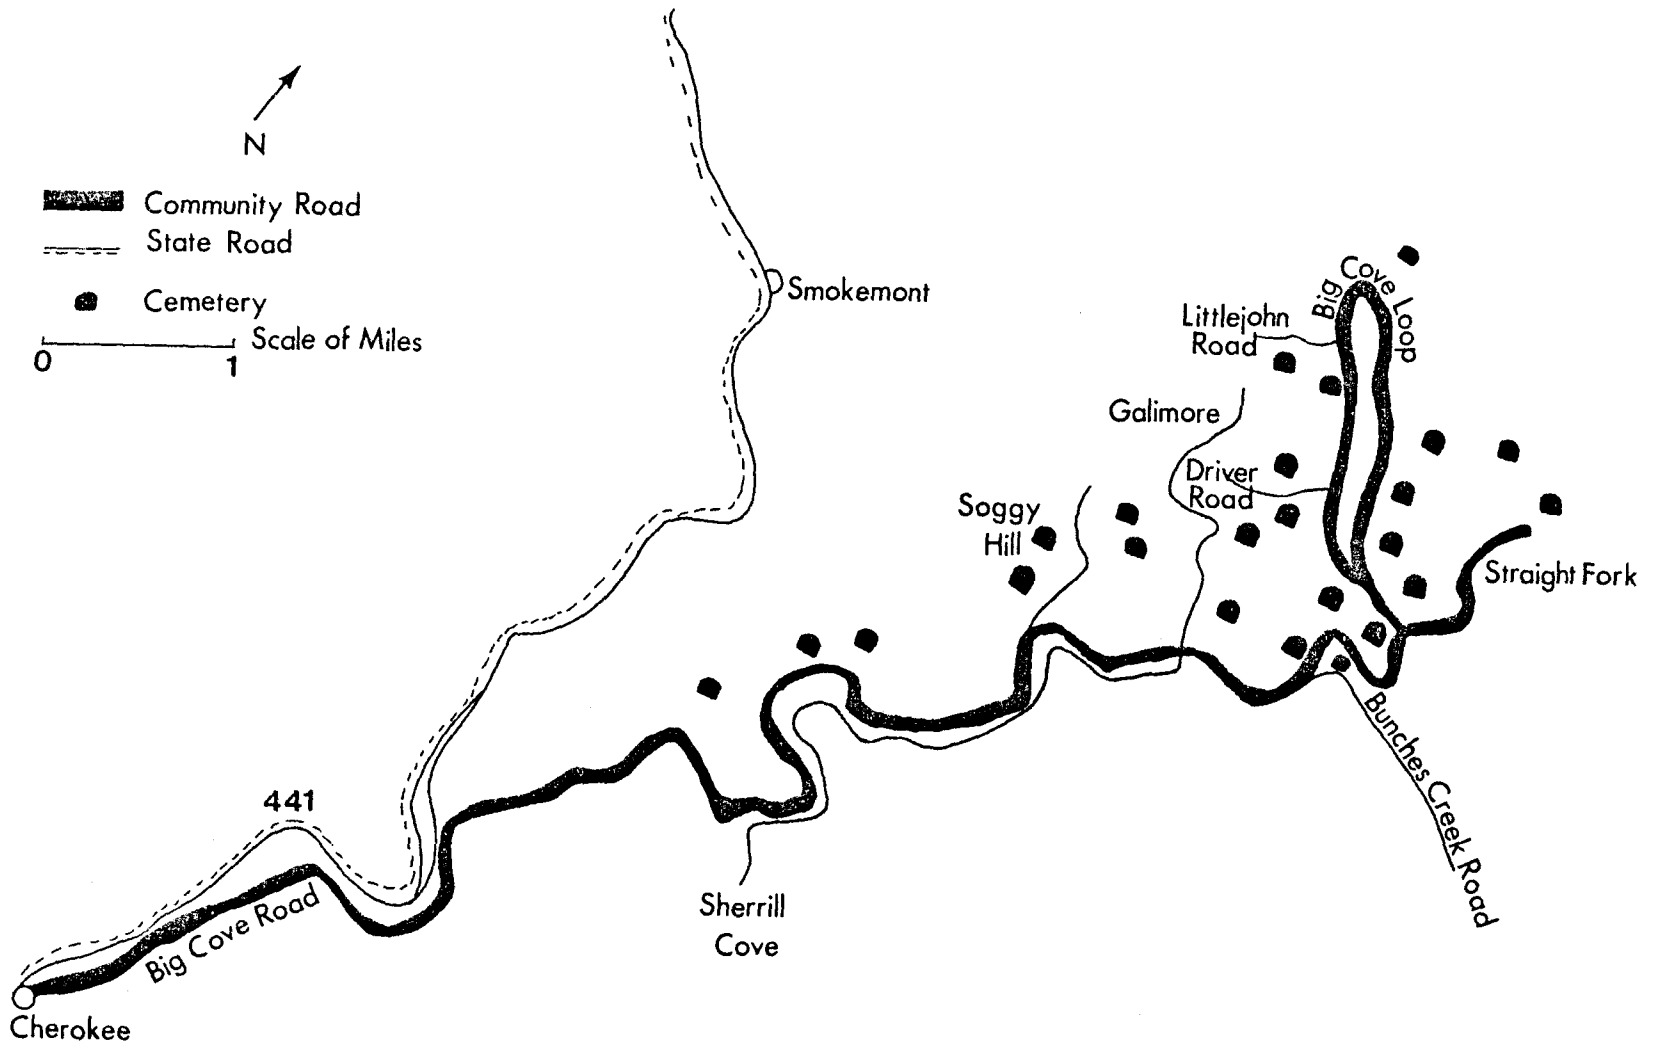 N
Community Road
State Road
Cemetery
Scale of Miles
0 1
Smokemont
Big Cove Loop
Littlejohn
Road
Galimore
Driver
Road
Soggy
Hill
Straight Fork
Bunches Creek Road
441
Big Cove Road
Sherrill
Cove
Cherokee